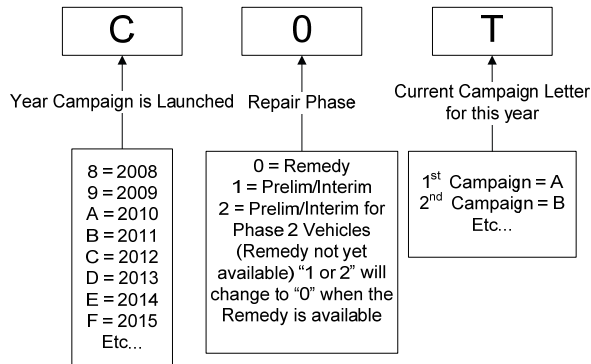 C
0
T
Year Campaign is Launched
Repair Phase
Current Campaign Letter
for this year
8 = 2008
9 = 2009
A = 2010
B = 2011
C = 2012
D = 2013
E = 2014
F = 2015
Etc...
0 = Remedy
1 = Prelim/Interim
2 = Prelim/Interim for
Phase 2 Vehicles
(Remedy not yet
available) “1 or 2” will
change to “0” when the
Remedy is available
1st Campaign = A
2nd Campaign = B
Etc...